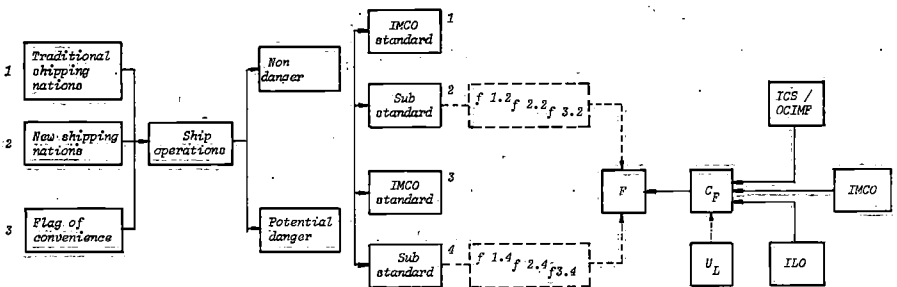 1
Traditional
shipping
nations
2
New shipping
nations
3
Flag of
convenience
Ship
operations
Non
danger
Potential
danger
IMCO
standard
1
Sub
standard
2
f 1.2 f 2.2 f 3.2
IMCO
standard
3
Sub
standard
4
f 1.4 f 2.4 f3.4
F
C_F
ICS /
OCIMF
IMCO
U_L
ILO